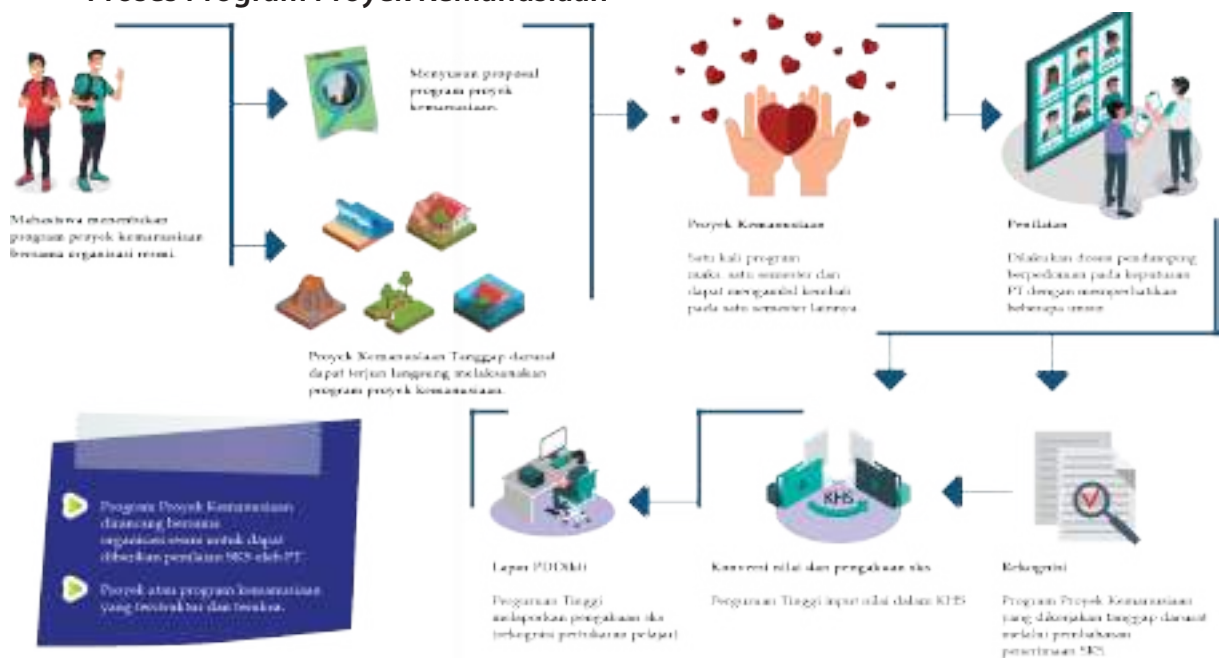 Proses Program Proyek Kemanusiaan
Menyusun proposal
program proyek
kemanusiaan.
Mahasiswa menentukan
program proyek kemanusiaan
bersama organisasi resmi.
Proyek Kemanusiaan Tanggap darurat
dapat terjun langsung melaksanakan
program proyek kemanusiaan.
Proyek Kemanusiaan
Satu kali program
maks. satu semester dan
dapat mengambil kembali
pada satu semester lainnya
Penilaian
Dilakukan dosen pendamping
berpedoman pada keputusan
PT dengan memperhatikan
beberapa unsur
Program Proyek Kemanusiaan
dirancang bersama
organisasi resmi untuk dapat
diberikan penilaian SKS oleh PT.
Proyek atau program kemanusiaan
yang terstruktur dan
Lapor PDDikti
Perguruan Tinggi
melaporkan pengakuan sks
(rekognisi pertukaran pelajar)
KHS
Konversi nilai dan pengakuan sks
Perguruan Tinggi input nilai dalam KHS
Rekognisi
Program Proyek Kemanusiaan
yang dikerjakan tanggap darurat
melalui pembahasan
penerimaan SKS